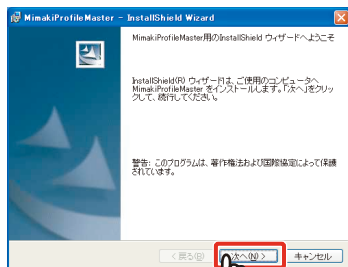 MimakiProfileMaster - InstallShield Wizard
MimakiProfileMaster用のInstallShield ウィザードへようこそ
InstallShield(R) ウィザードは、ご使用のコンピュータへ
MimakiProfileMaster をインストールします。「次へ」をクリッ
クして、続行してください。
警告: このプログラムは、著作権法および国際協定によって保護
されています。
< 戻る(B)
次へ(N) >
キャンセル